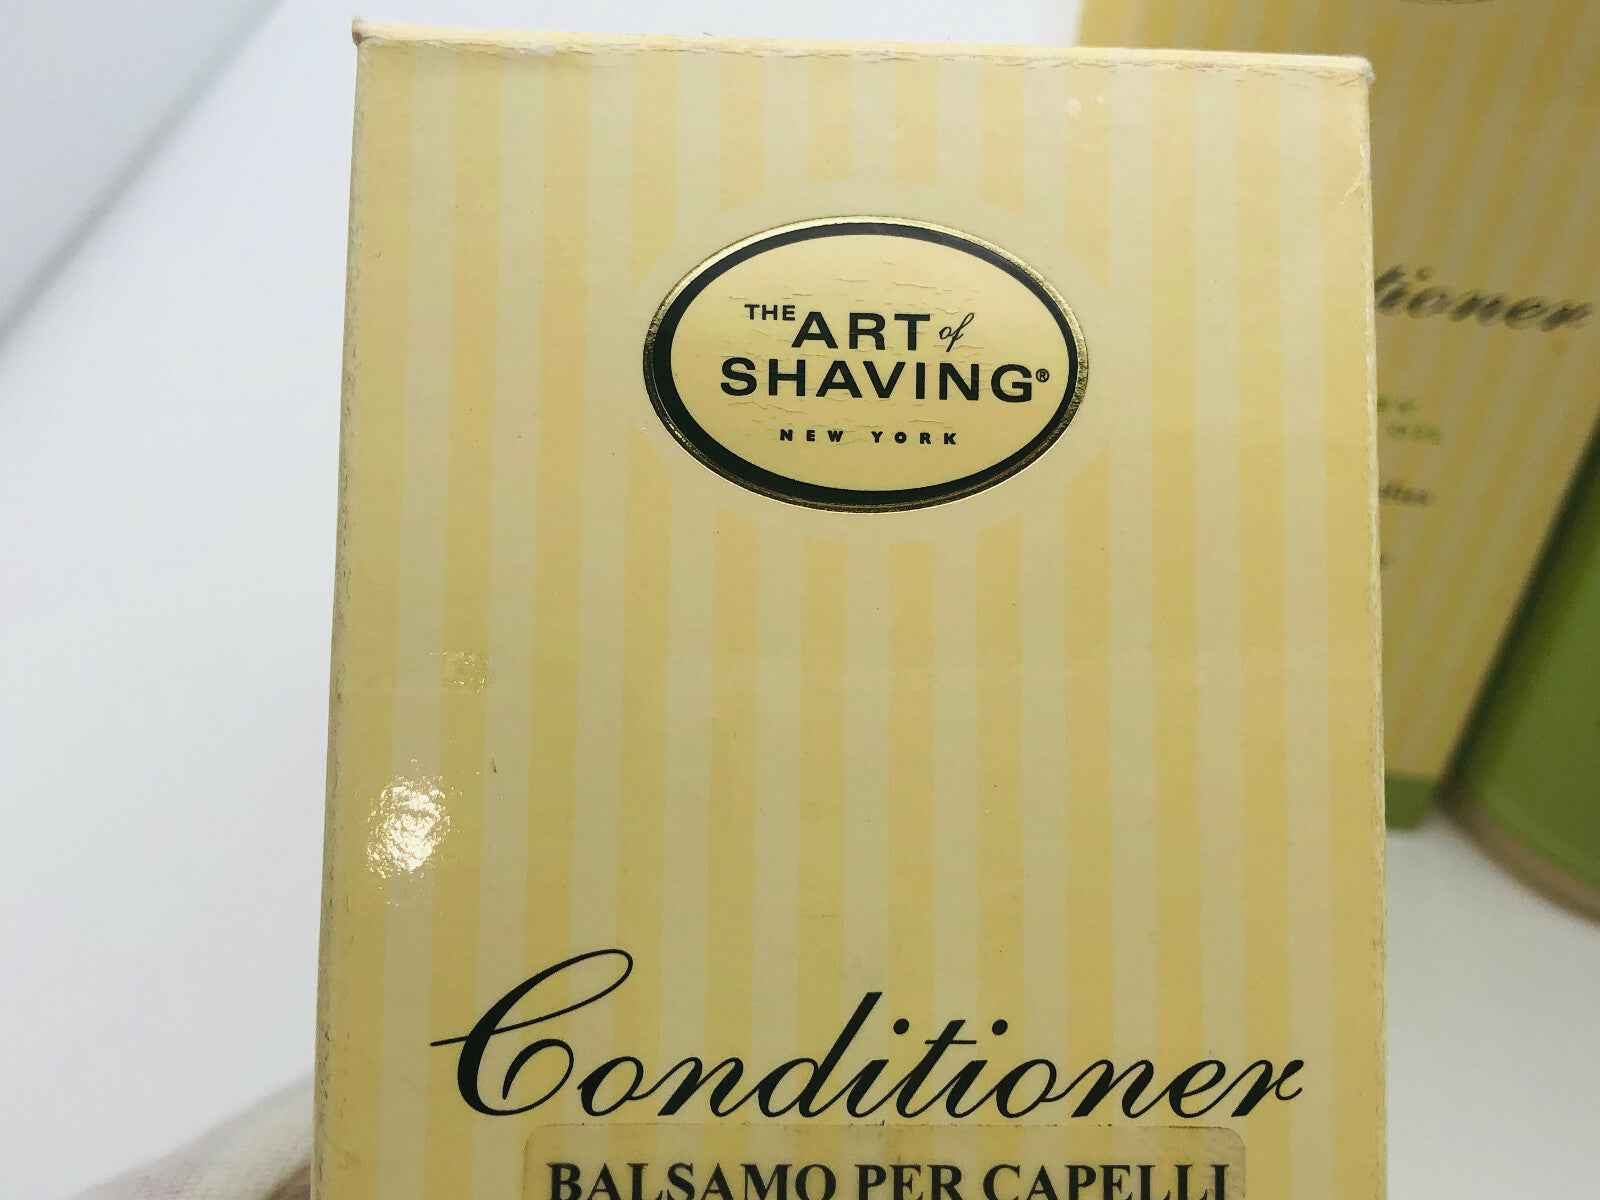 THE ART of
SHAVING®
NEW YORK
Conditioner
BALSAMO PER CAPELLI